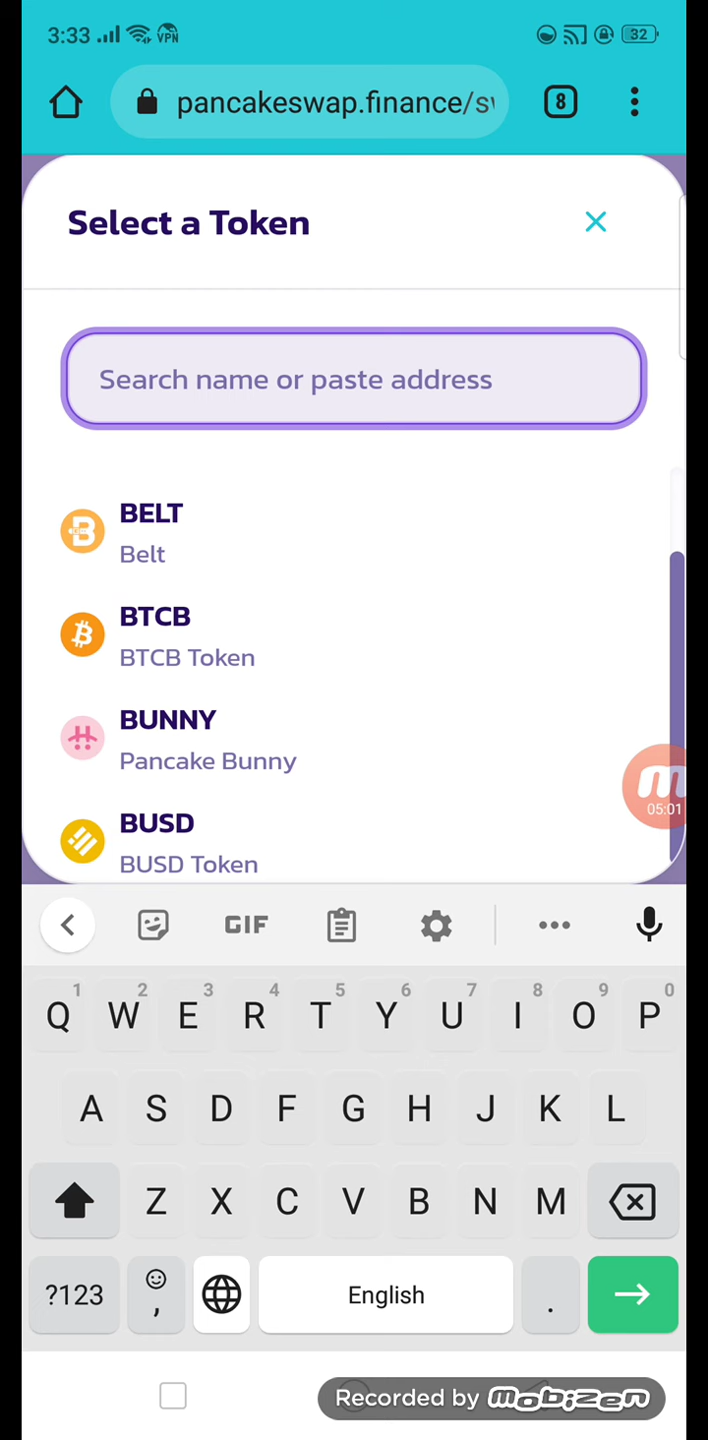 3:33 VPN 32
pancakeswap.finance/s 8
Select a Token
Search name or paste address
BELT
Belt
BTCB
BTCB Token
BUNNY
Pancake Bunny
BUSD
05:01
BUSD Token
GIF
1 2 3 4 5 6 7 8 9 0
Q W E R T Y U I O P
A S D F G H J K L
Z X C V B N M
?123 , English .
Recorded by mobizen